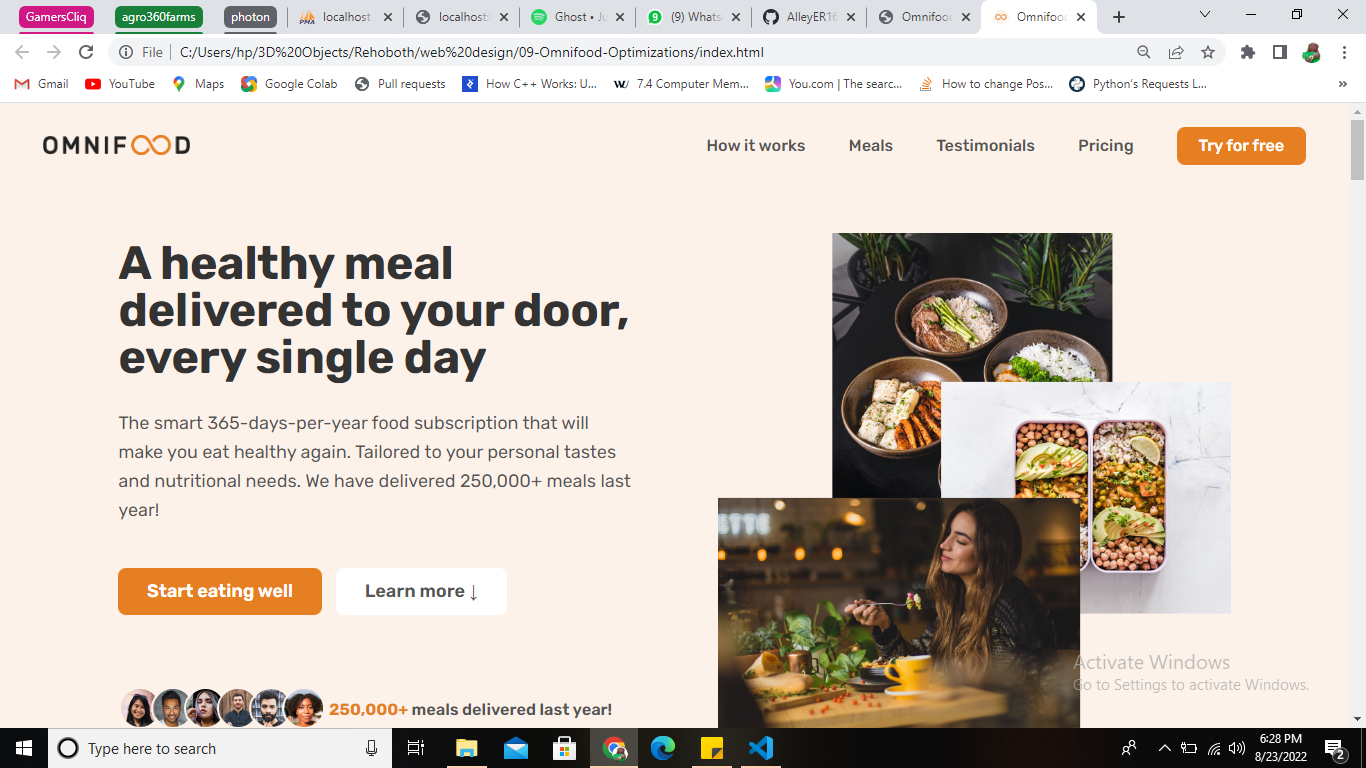 GamersCliq
agro360farms
photon
localhost
localhost
Ghost • Ju
(9) Whats
AlleyER16
Omnifood
Omnifood
File
C:/Users/hp/3D%20Objects/Rehoboth/web%20design/09-Omnifood-Optimizations/index.html
Gmail
YouTube
Maps
Google Colab
Pull requests
How C++ Works: U...
7.4 Computer Mem...
You.com | The searc...
How to change Pos...
Python's Requests L...
»
OMNIFOOD
How it works
Meals
Testimonials
Pricing
Try for free
A healthy meal
delivered to your door,
every single day
The smart 365-days-per-year food subscription that will
make you eat healthy again. Tailored to your personal tastes
and nutritional needs. We have delivered 250,000+ meals last
year!
Start eating well
Learn more ↓
ETTE
250,000+ meals delivered last year!
Activate Windows
Go to Settings to activate Windows.
Type here to search
6:28 PM
8/23/2022
2